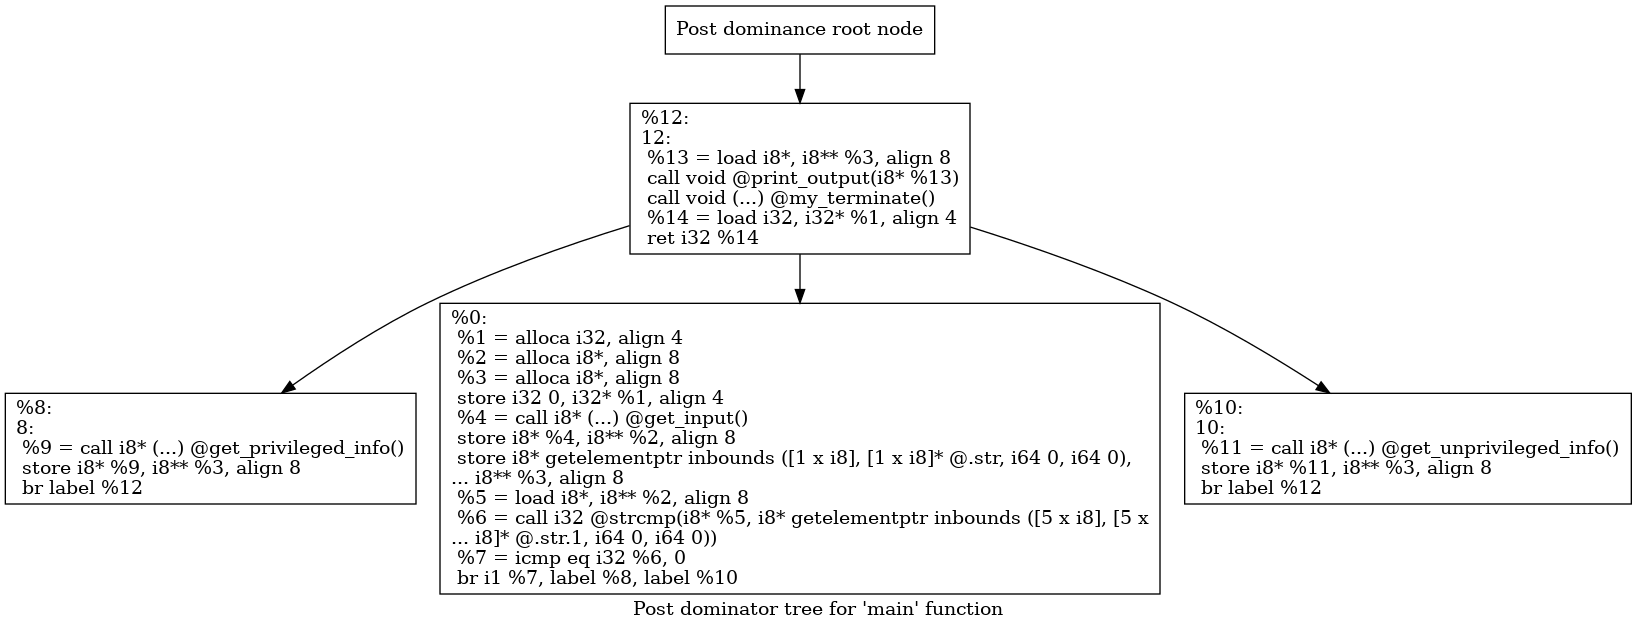 Post dominance root node
%12:
12:
%13 = load i8*, i8** %3, align 8
call void @print_output(i8* %13)
call void (...) @my_terminate()
%14 = load i32, i32* %1, align 4
ret i32 %14
%8:
8:
%9 = call i8* (...) @get_privileged_info()
store i8* %9, i8** %3, align 8
br label %12
%0:
%1 = alloca i32, align 4
%2 = alloca i8*, align 8
%3 = alloca i8*, align 8
store i32 0, i32* %1, align 4
%4 = call i8* (...) @get_input()
store i8* %4, i8** %2, align 8
store i8* getelementptr inbounds ([1 x i8], [1 x i8]* @.str, i64 0, i64 0),
... i8** %3, align 8
%5 = load i8*, i8** %2, align 8
%6 = call i32 @strcmp(i8* %5, i8* getelementptr inbounds ([5 x i8], [5 x
... i8]* @.str.1, i64 0, i64 0))
%7 = icmp eq i32 %6, 0
br i1 %7, label %8, label %10
%10:
10:
%11 = call i8* (...) @get_unprivileged_info()
store i8* %11, i8** %3, align 8
br label %12
Post dominator tree for 'main' function